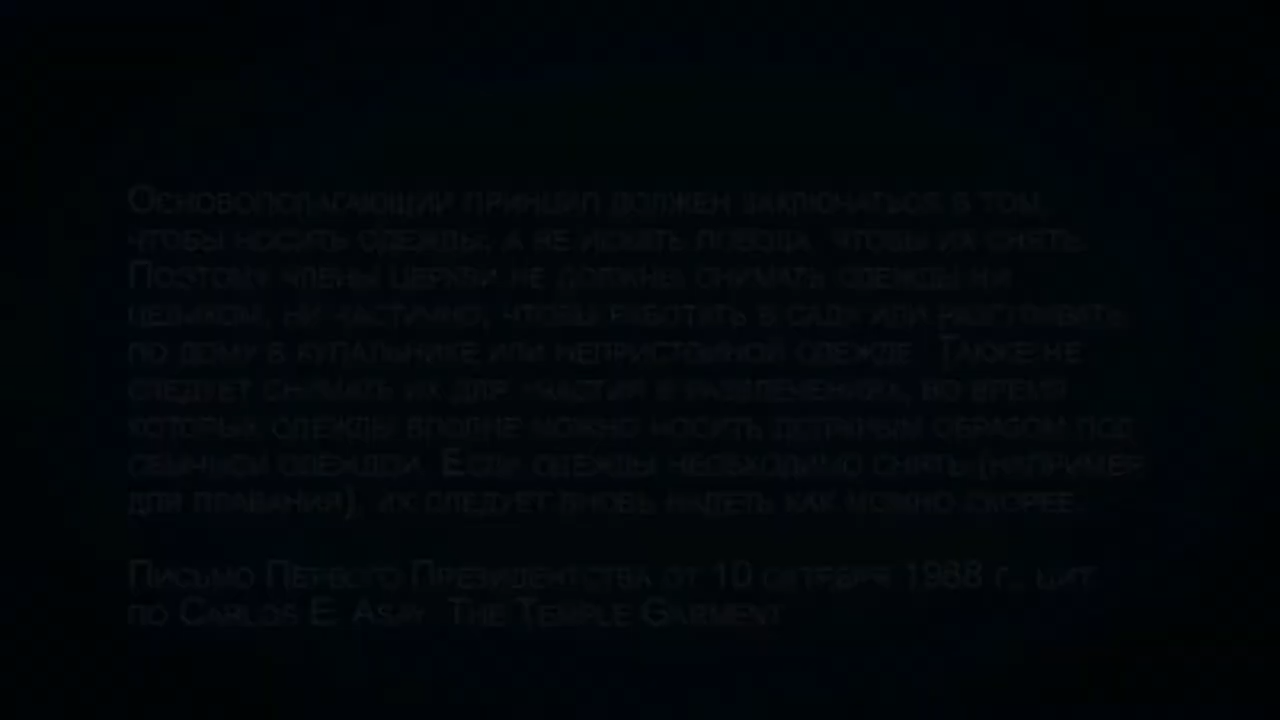 Основополагающий принцип должен заключаться в том,
чтобы носить одежды, а не искать повода, чтобы их снять.
Поэтому члены Церкви не должны снимать одежды ни
целиком, ни частично, чтобы работать в саду или разгуливать
по дому в купальнике или непристойной одежде. Также не
следует снимать их для участия в развлечениях, во время
которых одежды вполне можно носить должным образом под
обычной одеждой. Если одежды необходимо снять (например,
для плавания), их следует вновь надеть как можно скорее.
Письмо Первого Президентства от 10 октября 1988 г., цит.
по Carlos E. Asay, The Temple Garment